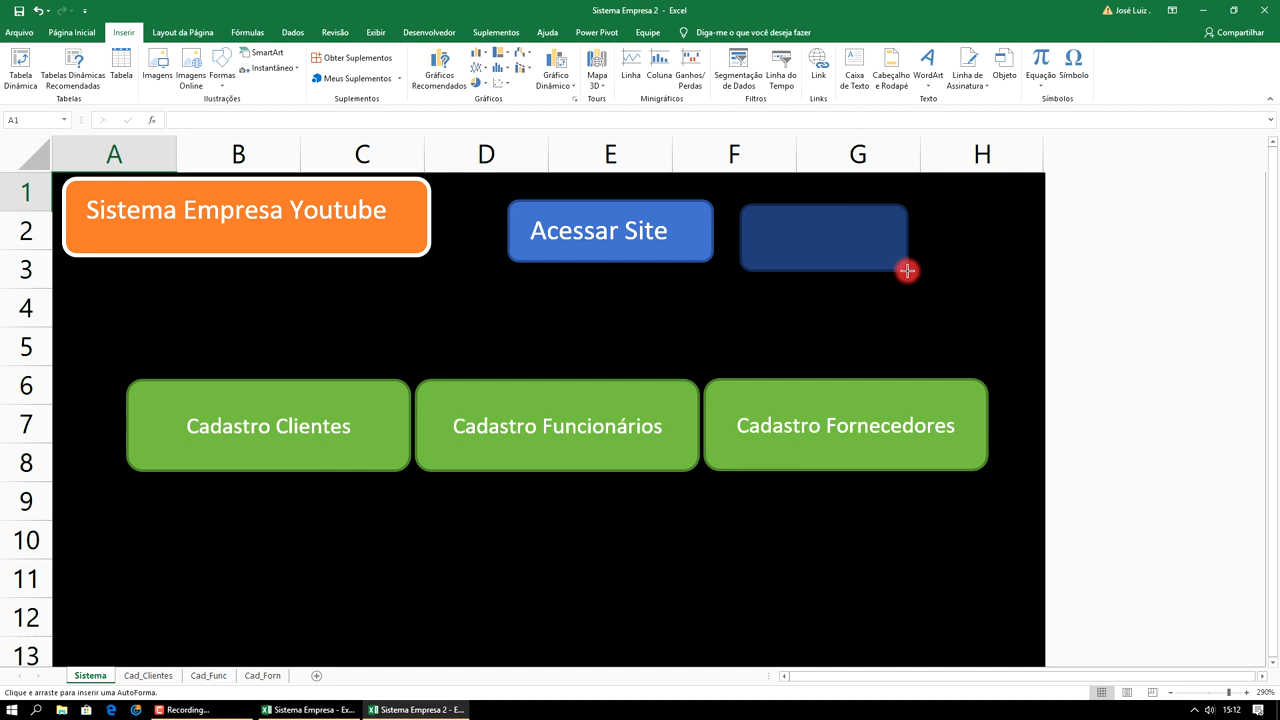 Sistema Empresa 2 - Excel
José Luiz .
Arquivo Página Inicial Inserir Layout da Página Fórmulas Dados Revisão Exibir Desenvolvedor Suplementos Ajuda Power Pivot Equipe Diga-me o que você deseja fazer Compartilhar
Tabela Dinâmica
Tabelas Dinâmicas Recomendadas
Tabela
Tabelas
Imagens
Imagens Online
Formas
SmartArt
Instantâneo
Ilustrações
Obter Suplementos
Meus Suplementos
Suplementos
Gráficos Recomendados
Gráfico Dinâmico
Gráficos
Mapa 3D
Tours
Linha
Coluna
Ganhos/Perdas
Minigráficos
Segmentação de Dados
Linha do Tempo
Filtros
Link
Links
Caixa de Texto
Cabeçalho e Rodapé
WordArt
Linha de Assinatura
Objeto
Texto
Equação
Símbolo
Símbolos
A1
fx
A B C D E F G H
1
2
3
4
5
6
7
8
9
10
11
12
13
Sistema Empresa Youtube
Acessar Site
Cadastro Clientes
Cadastro Funcionários
Cadastro Fornecedores
Sistema Cad_Clientes Cad_Func Cad_Forn
Clique e arraste para inserir uma AutoForma.
290%
Recording...
Sistema Empresa - Exc...
Sistema Empresa 2 - E...
15:12